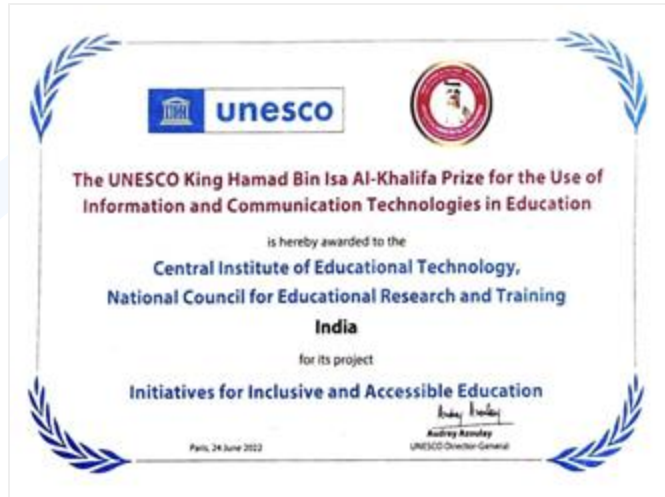 unesco
The UNESCO King Hamad Bin Isa Al-Khalifa Prize for the Use of
Information and Communication Technologies in Education
is hereby awarded to the
Central Institute of Educational Technology,
National Council for Educational Research and Training
India
for its project
Initiatives for Inclusive and Accessible Education
Audrey Azoulay
Paris, 24 June 2022
UNESCO Director-General